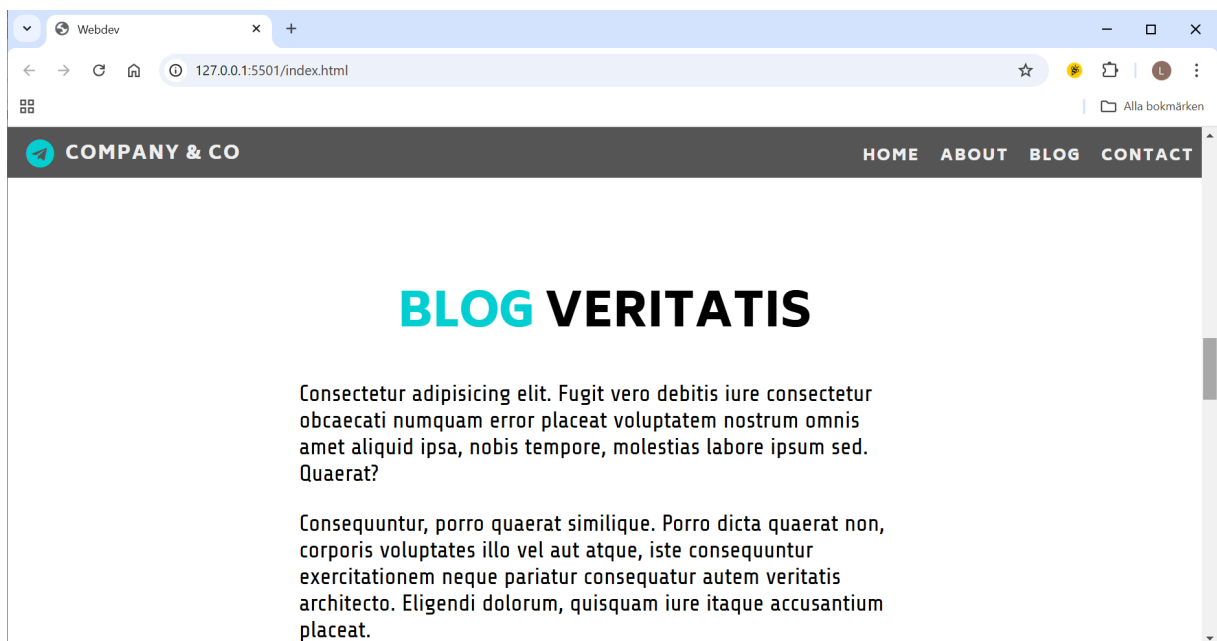 Webdev
127.0.0.1:5501/index.html
L
Alla bokmärken
COMPANY & CO
HOME ABOUT BLOG CONTACT
BLOG VERITATIS
Consectetur adipisicing elit. Fugit vero debitis iure consectetur
obcaecati numquam error placeat voluptatem nostrum omnis
amet aliquid ipsa, nobis tempore, molestias labore ipsum sed.
Quaerat?
Consequuntur, porro quaerat similique. Porro dicta quaerat non,
corporis voluptates illo vel aut atque, iste consequuntur
exercitationem neque pariatur consequatur autem veritatis
architecto. Eligendi dolorum, quisquam iure itaque accusantium
placeat.